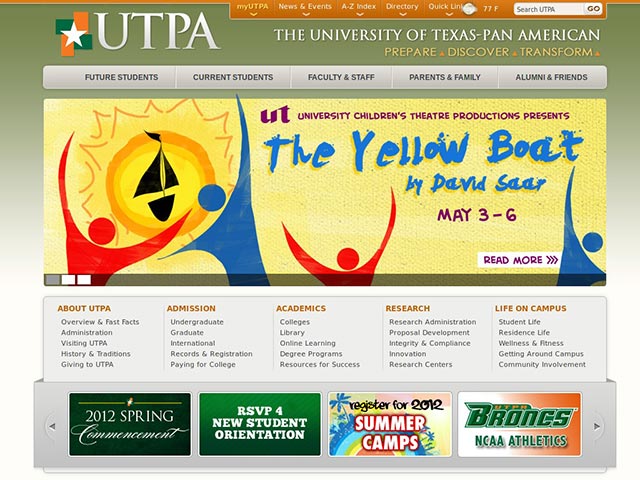 myUTPA News & Events A-Z Index Directory Quick Links 77 F Search UTPA GO
UTPA
THE UNIVERSITY OF TEXAS-PAN AMERICAN
PREPARE DISCOVER TRANSFORM
FUTURE STUDENTS CURRENT STUDENTS FACULTY & STAFF PARENTS & FAMILY ALUMNI & FRIENDS
ut UNIVERSITY CHILDREN'S THEATRE PRODUCTIONS PRESENTS
The Yellow Boat
by David Saar
MAY 3-6
READ MORE
ABOUT UTPA
Overview & Fast Facts
Administration
Visiting UTPA
History & Traditions
Giving to UTPA
ADMISSION
Undergraduate
Graduate
International
Records & Registration
Paying for College
ACADEMICS
Colleges
Library
Online Learning
Degree Programs
Resources for Success
RESEARCH
Research Administration
Proposal Development
Integrity & Compliance
Innovation
Research Centers
LIFE ON CAMPUS
Student Life
Residence Life
Wellness & Fitness
Getting Around Campus
Community Involvement
2012 SPRING
Commencement
RSVP 4
NEW STUDENT
ORIENTATION
register for 2012
SUMMER
CAMPS
UTPA
BRONCS
NCAA ATHLETICS